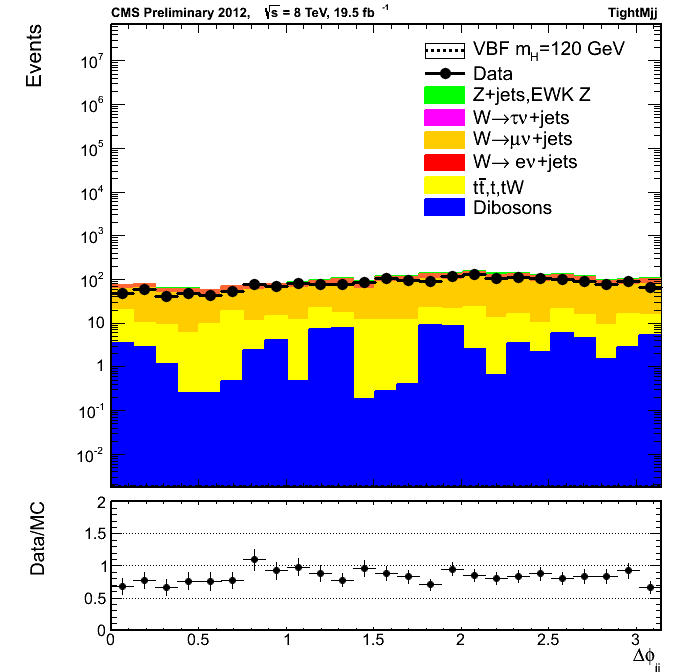 CMS Preliminary 2012, √s = 8 TeV, 19.5 fb⁻¹ TightMjj
Events
VBF m_H=120 GeV
Data
Z+jets,EWK Z
W→τν+jets
W→μν+jets
W→ eν+jets
tt̄,t,tW
Dibosons
10⁷
10⁶
10⁵
10⁴
10³
10²
10
1
10⁻¹
10⁻²
Data/MC
2
1.5
1
0.5
0
0 0.5 1 1.5 2 2.5 3
Δϕ_jj